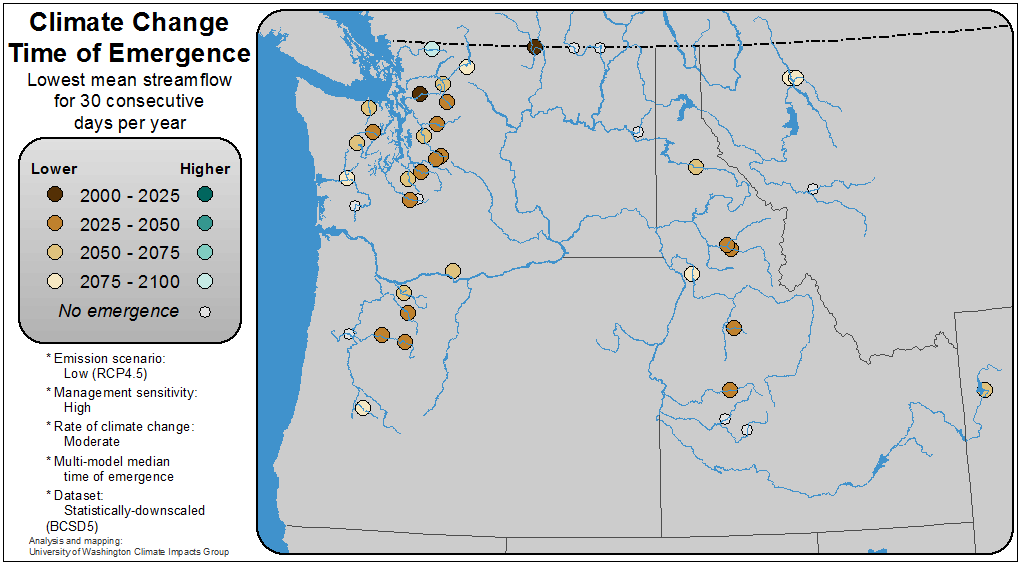 Climate Change
Time of Emergence
Lowest mean streamflow
for 30 consecutive
days per year
Lower Higher
2000 - 2025
2025 - 2050
2050 - 2075
2075 - 2100
No emergence
* Emission scenario:
Low (RCP4.5)
* Management sensitivity:
High
* Rate of climate change:
Moderate
* Multi-model median
time of emergence
* Dataset:
Statistically-downscaled
(BCSD5)
Analysis and mapping:
University of Washington Climate Impacts Group